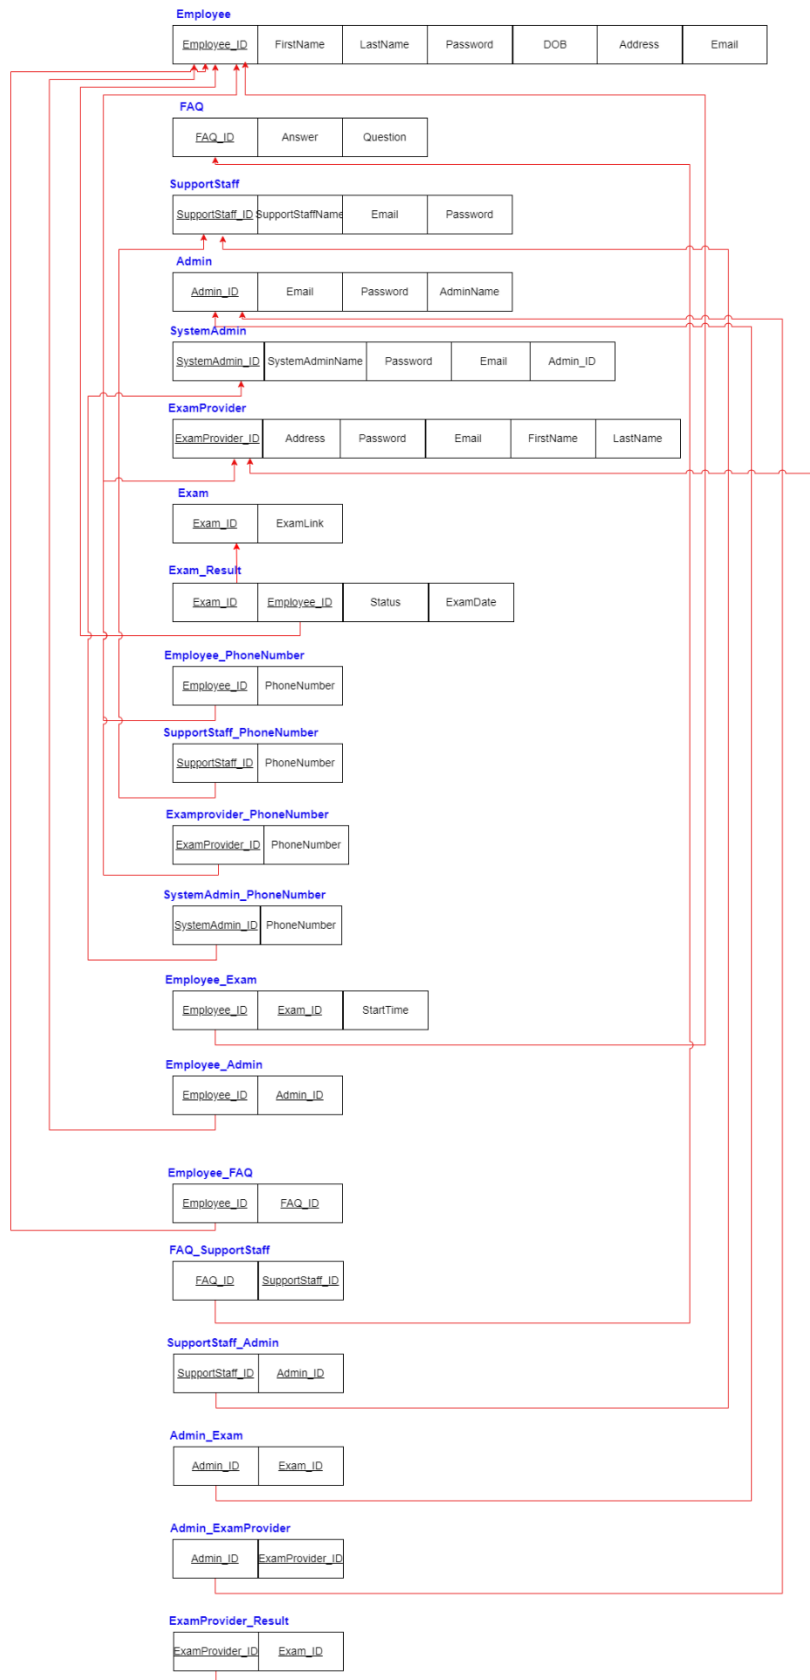 Employee
Employee_ID FirstName LastName Password DOB Address Email
FAQ
FAQ_ID Answer Question
SupportStaff
SupportStaff_ID SupportStaffName Email Password
Admin
Admin_ID Email Password AdminName
SystemAdmin
SystemAdmin_ID SystemAdminName Password Email Admin_ID
ExamProvider
ExamProvider_ID Address Password Email FirstName LastName
Exam
Exam_ID ExamLink
Exam_Result
Exam_ID Employee_ID Status ExamDate
Employee_PhoneNumber
Employee_ID PhoneNumber
SupportStaff_PhoneNumber
SupportStaff_ID PhoneNumber
Examprovider_PhoneNumber
ExamProvider_ID PhoneNumber
SystemAdmin_PhoneNumber
SystemAdmin_ID PhoneNumber
Employee_Exam
Employee_ID Exam_ID StartTime
Employee_Admin
Employee_ID Admin_ID
Employee_FAQ
Employee_ID FAQ_ID
FAQ_SupportStaff
FAQ_ID SupportStaff_ID
SupportStaff_Admin
SupportStaff_ID Admin_ID
Admin_Exam
Admin_ID Exam_ID
Admin_ExamProvider
Admin_ID ExamProvider_ID
ExamProvider_Result
ExamProvider_ID Exam_ID